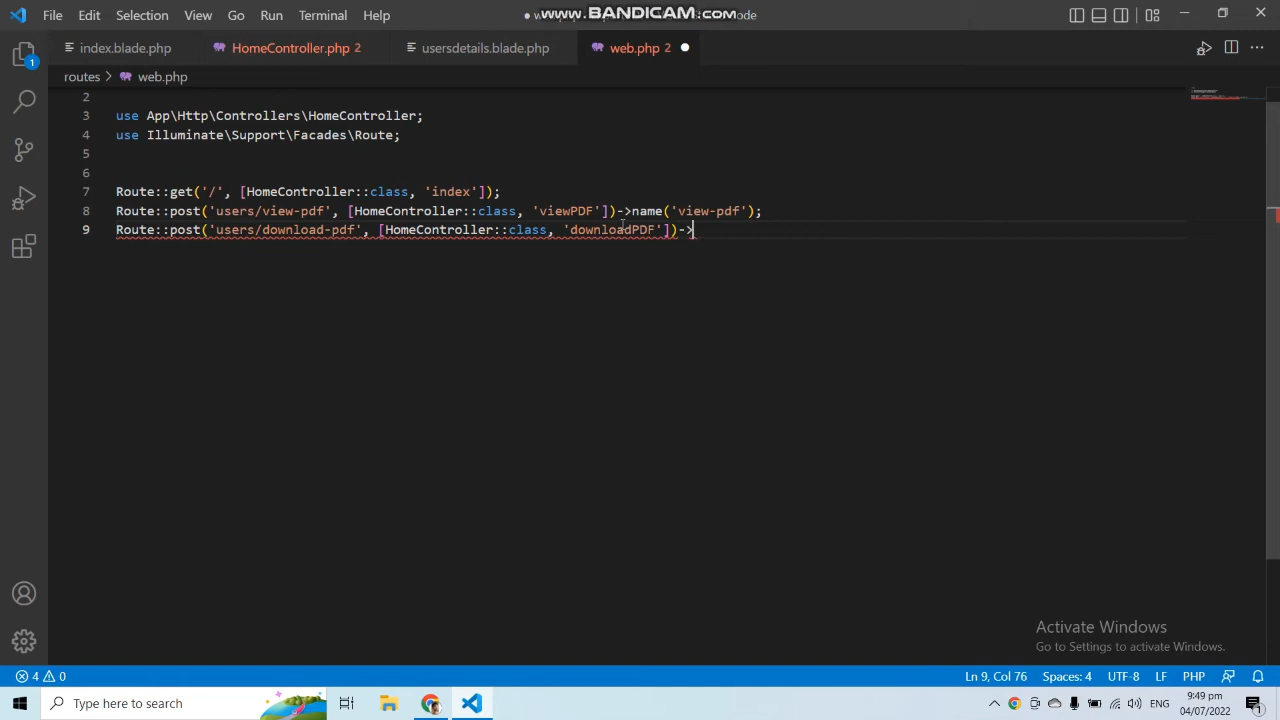 File Edit Selection View Go Run Terminal Help
www.BANDICAM.com
index.blade.php HomeController.php 2 usersdetails.blade.php web.php 2
routes > web.php
2
3 use App\Http\Controllers\HomeController;
4 use Illuminate\Support\Facades\Route;
5
6
7 Route::get('/', [HomeController::class, 'index']);
8 Route::post('users/view-pdf', [HomeController::class, 'viewPDF'])->name('view-pdf');
9 Route::post('users/download-pdf', [HomeController::class, 'downloadPDF'])->
1
Activate Windows
Go to Settings to activate Windows.
4 0 Ln 9, Col 76 Spaces: 4 UTF-8 LF PHP
Type here to search ENG 9:49 pm
04/07/2022 1